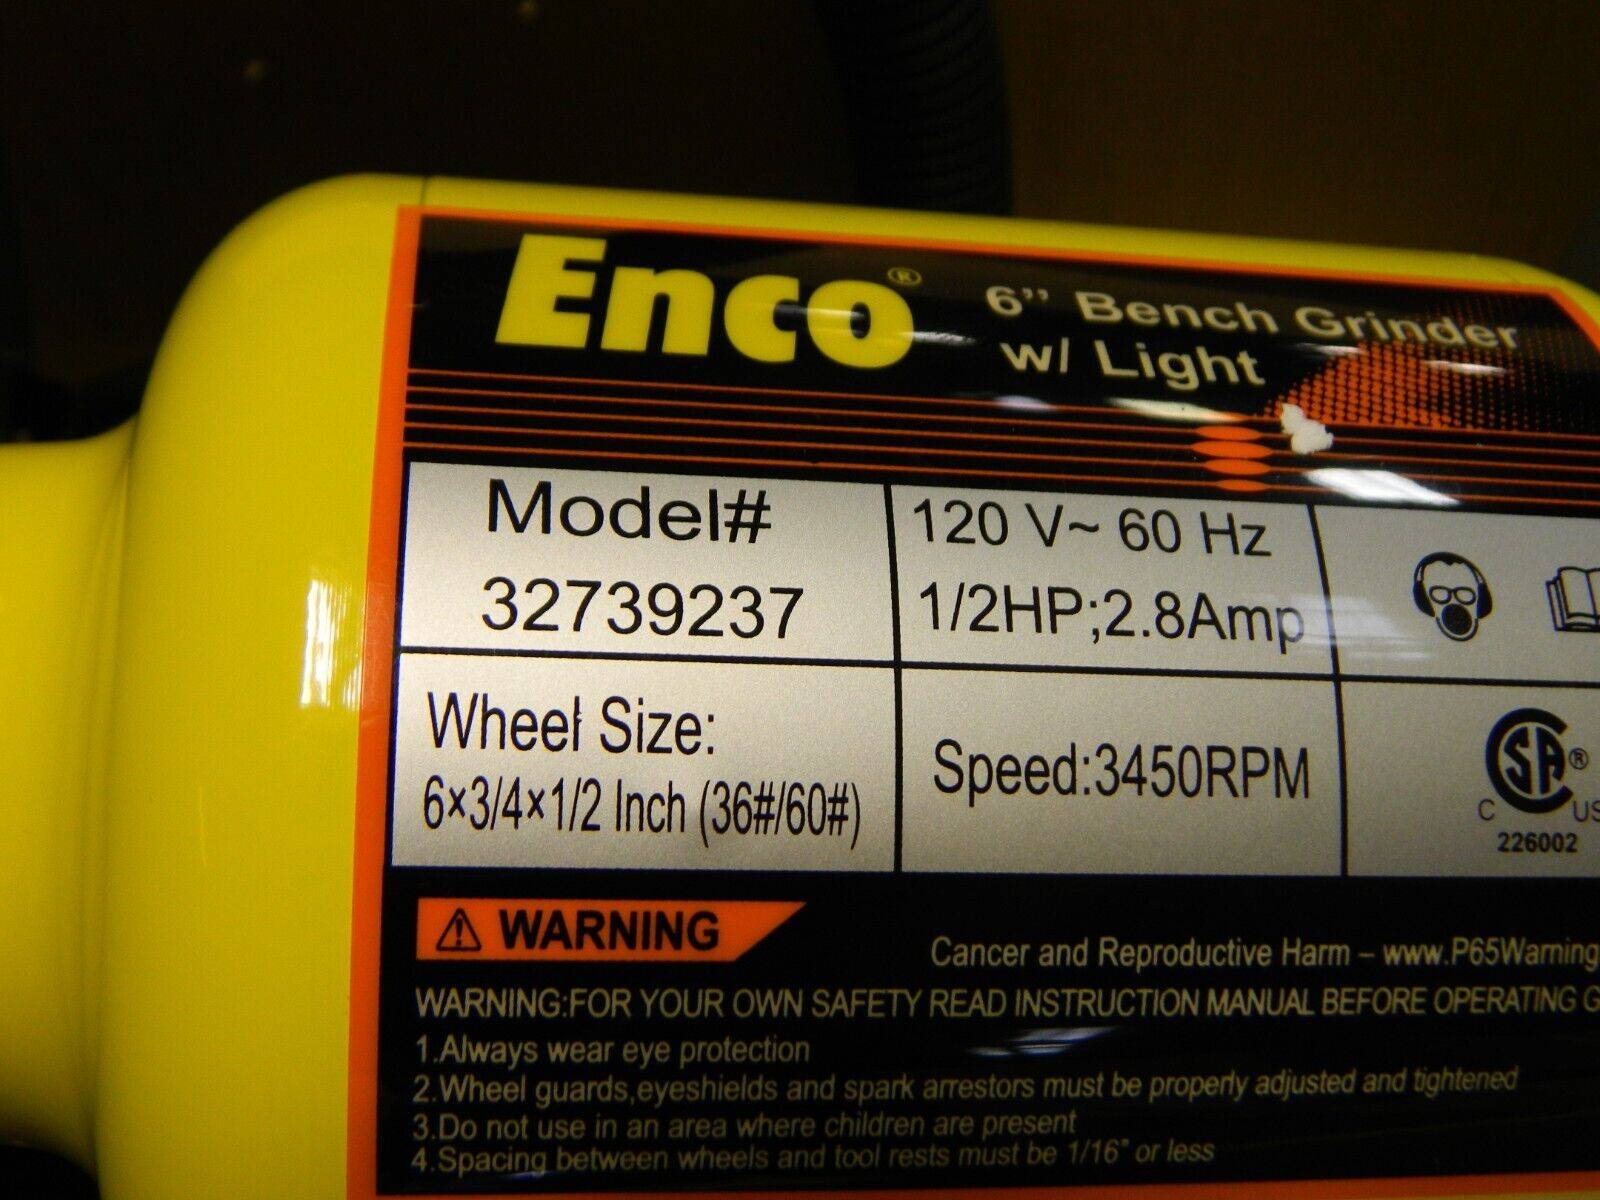 Enco®
6” Bench Grinder
w/ Light
Model#
32739237
120 V~ 60 Hz
1/2HP;2.8Amp
Wheel Size:
6×3/4×1/2 Inch (36#/60#)
Speed:3450RPM
CSA®
C US
226002
WARNING
Cancer and Reproductive Harm – www.P65Warning
WARNING:FOR YOUR OWN SAFETY READ INSTRUCTION MANUAL BEFORE OPERATING G
1.Always wear eye protection
2.Wheel guards,eyeshields and spark arrestors must be properly adjusted and tightened
3.Do not use in an area where children are present
4.Spacing between wheels and tool rests must be 1/16" or less